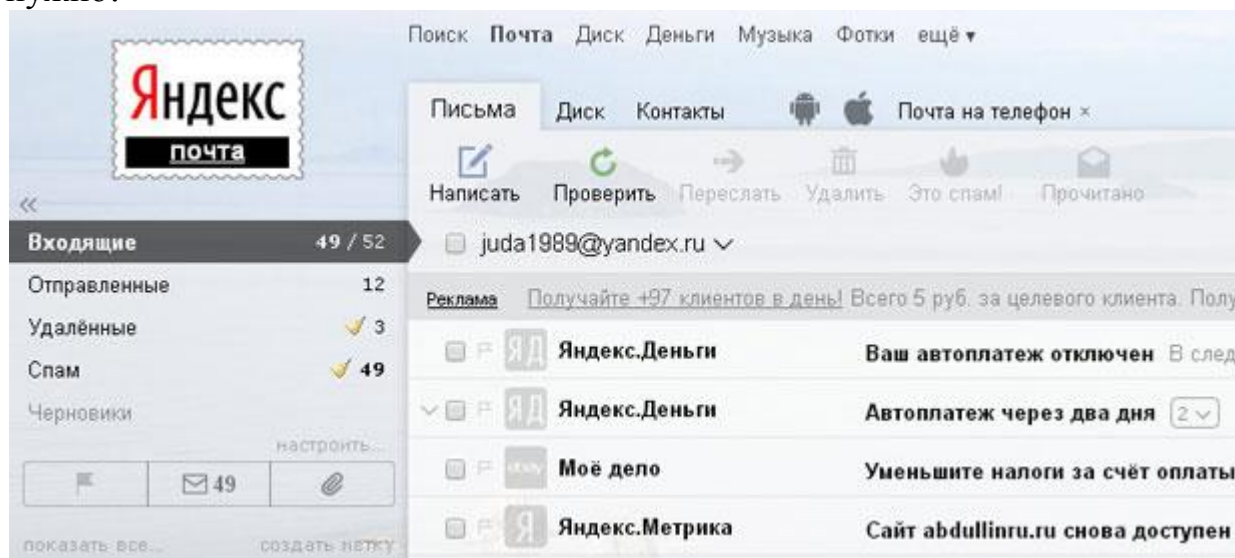 Поиск Почта Диск Деньги Музыка Фотки ещё
Яндекс
почта
Письма Диск Контакты Почта на телефон ×
Написать Проверить Переслать Удалить Это спам! Прочитано
«
Входящие 49 / 52
juda1989@yandex.ru
Отправленные 12
Удалённые 3
Спам 49
Черновики
настроить...
49
показать все...
создать метку
Реклама Получайте +97 клиентов в день! Всего 5 руб. за целевого клиента.
ЯД Яндекс.Деньги Ваш автоплатеж отключен В
ЯД Яндекс.Деньги Автоплатеж через два дня 2
Моё дело Уменьшите налоги за счёт оплаты
Я Яндекс.Метрика Сайт abdullinru.ru снова доступен